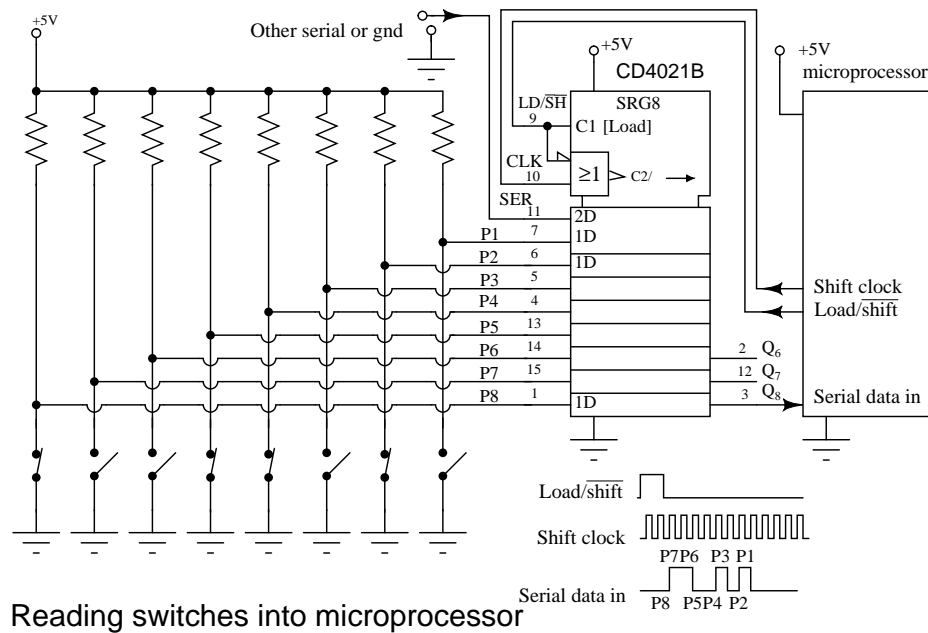 +5V
Other serial or gnd
+5V
CD4021B
+5V
microprocessor
LD/SH
SRG8
9
C1 [Load]
CLK
10
≥1
C2/
SER
11
2D
P1
7
1D
P2
6
1D
P3
5
P4
4
P5
13
P6
14
P7
15
P8
1
1D
2
Q6
12
Q7
3
Q8
Shift clock
Load/shift
Serial data in
Load/shift
Shift clock
P7P6
P3
P1
Serial data in
P8
P5P4
P2
Reading switches into microprocessor